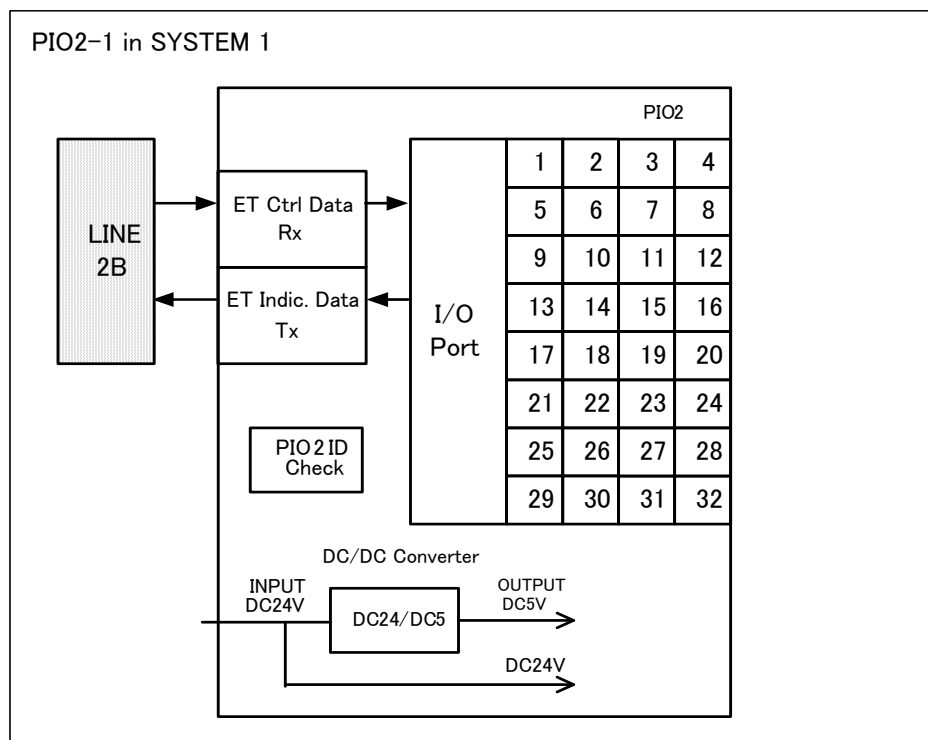 PIO2-1 in SYSTEM 1
PIO2
LINE
2B
ET Ctrl Data
Rx
ET Indic. Data
Tx
I/O
Port
1 2 3 4
5 6 7 8
9 10 11 12
13 14 15 16
17 18 19 20
21 22 23 24
25 26 27 28
29 30 31 32
PIO2 ID
Check
DC/DC Converter
INPUT
DC24V
DC24/DC5
OUTPUT
DC5V
DC24V